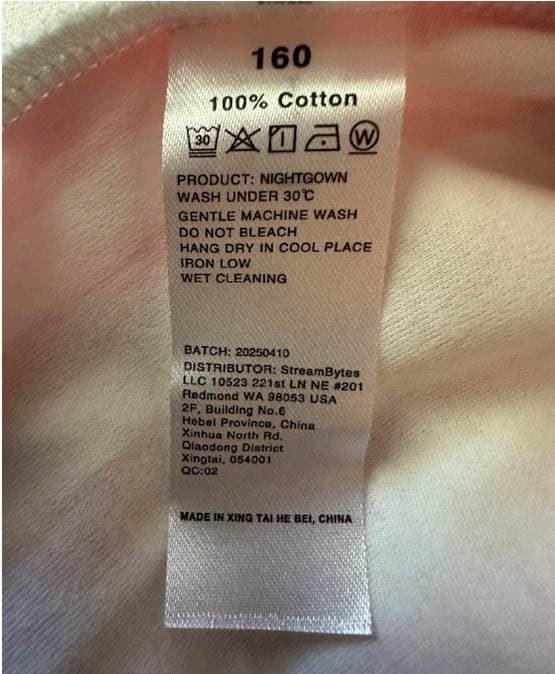 160
100% Cotton
30 W
PRODUCT: NIGHTGOWN
WASH UNDER 30℃
GENTLE MACHINE WASH
DO NOT BLEACH
HANG DRY IN COOL PLACE
IRON LOW
WET CLEANING
BATCH: 20250410
DISTRIBUTOR: StreamBytes
LLC 10523 221st LN NE #201
Redmond WA 98053 USA
2F, Building No.6
Hebei Province, China
Xinhua North Rd.
Qiaodong District
Xingtai, 054001
QC:02
MADE IN XING TAI HE BEI, CHINA